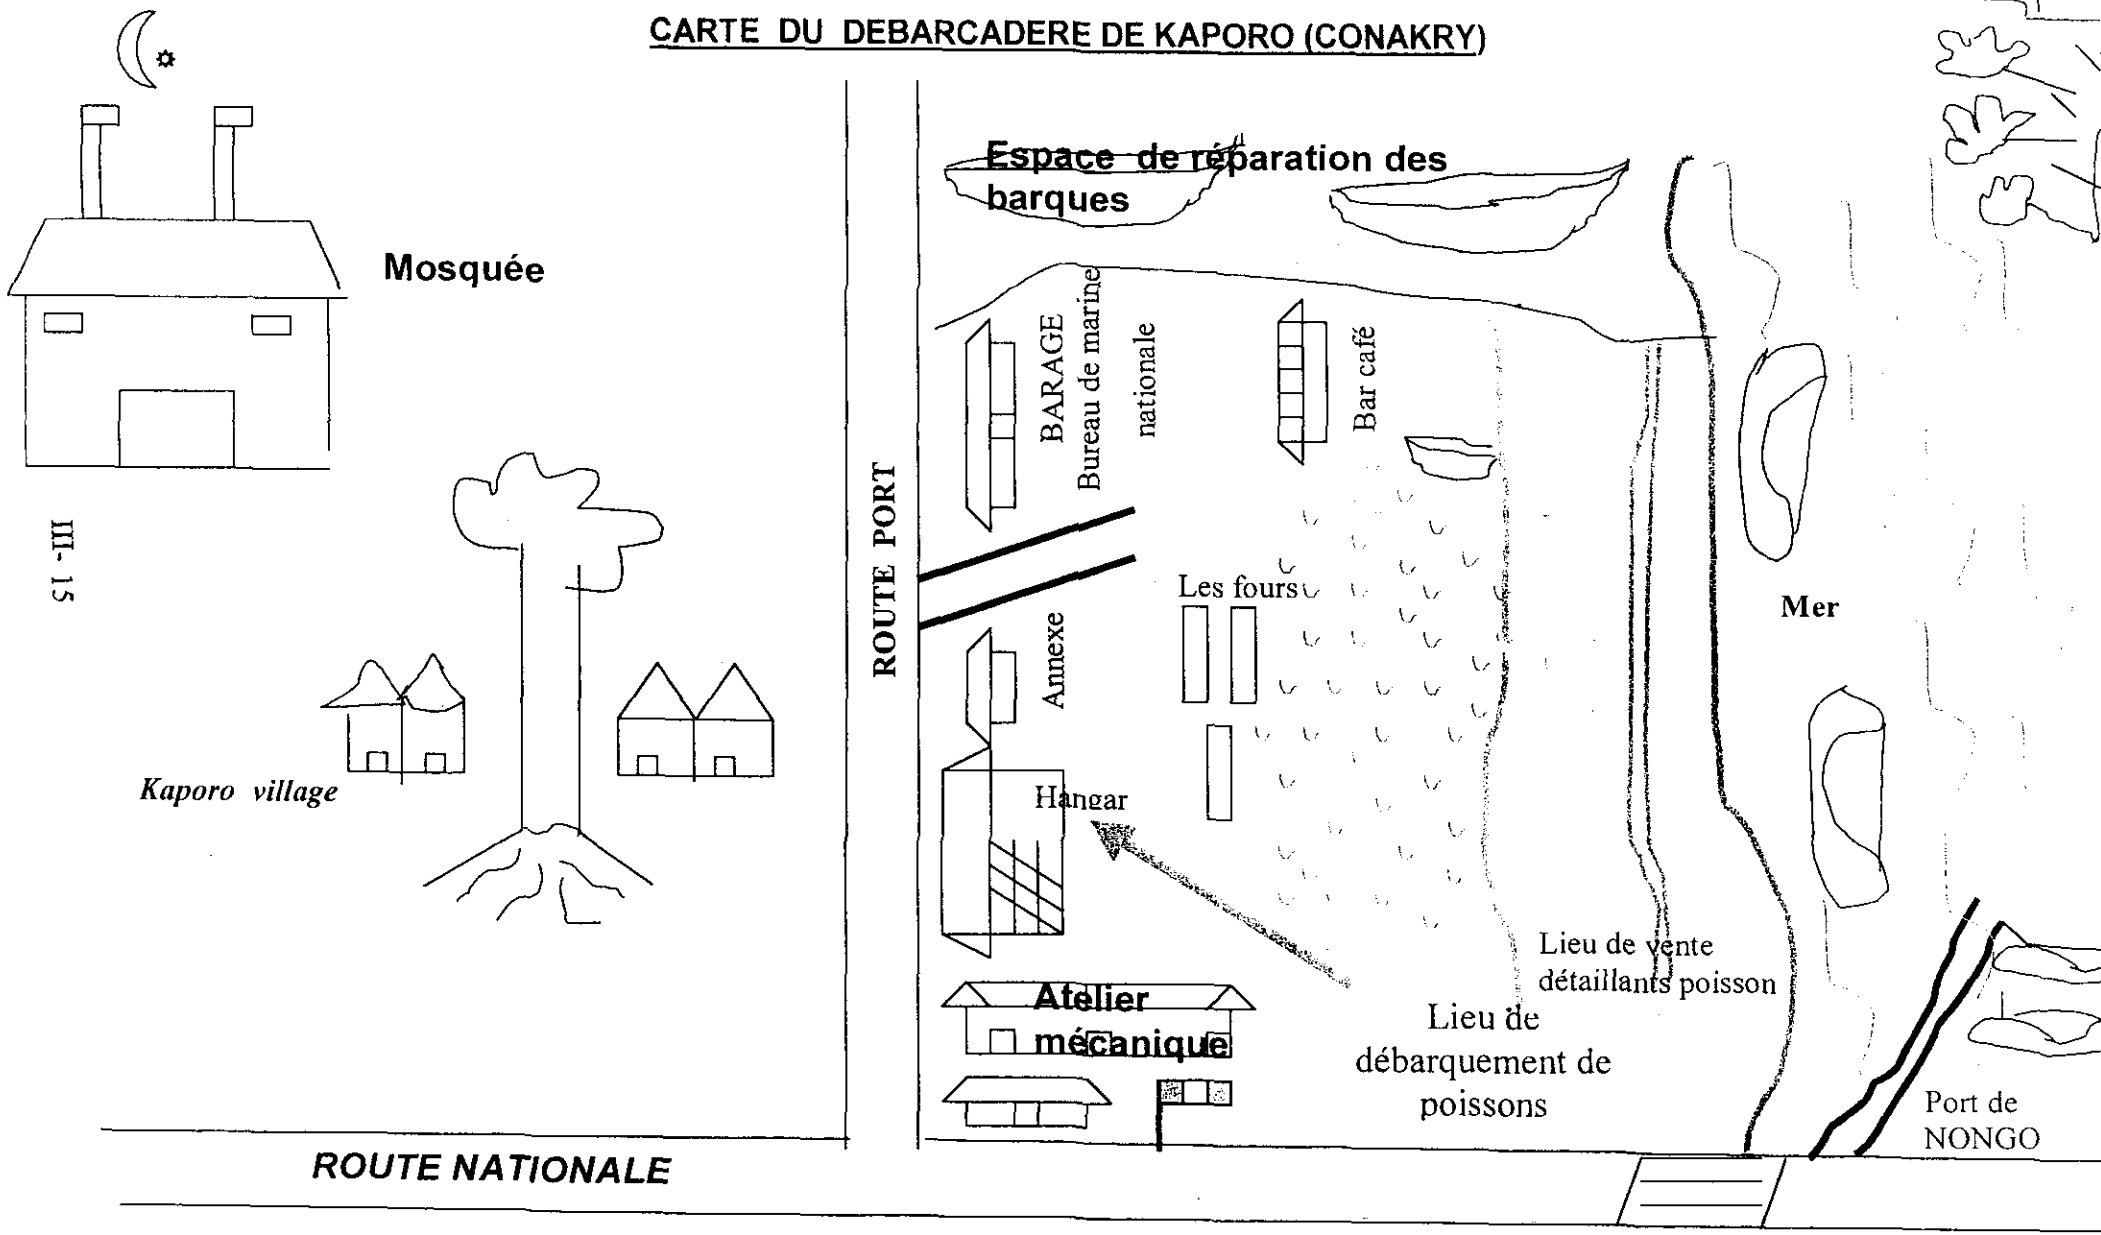 CARTE DU DEBARCADERE DE KAPORO (CONAKRY)
Espace de réparation des
barques
Mosquée
BARAGE
Bureau de marine
nationale
Bar café
III- 15
ROUTE PORT
Les fours
Mer
Annexe
Kaporo village
Hangar
Lieu de vente
détaillants poisson
Atelier
mécanique
Lieu de
débarquement de
poissons
Port de
NONGO
ROUTE NATIONALE